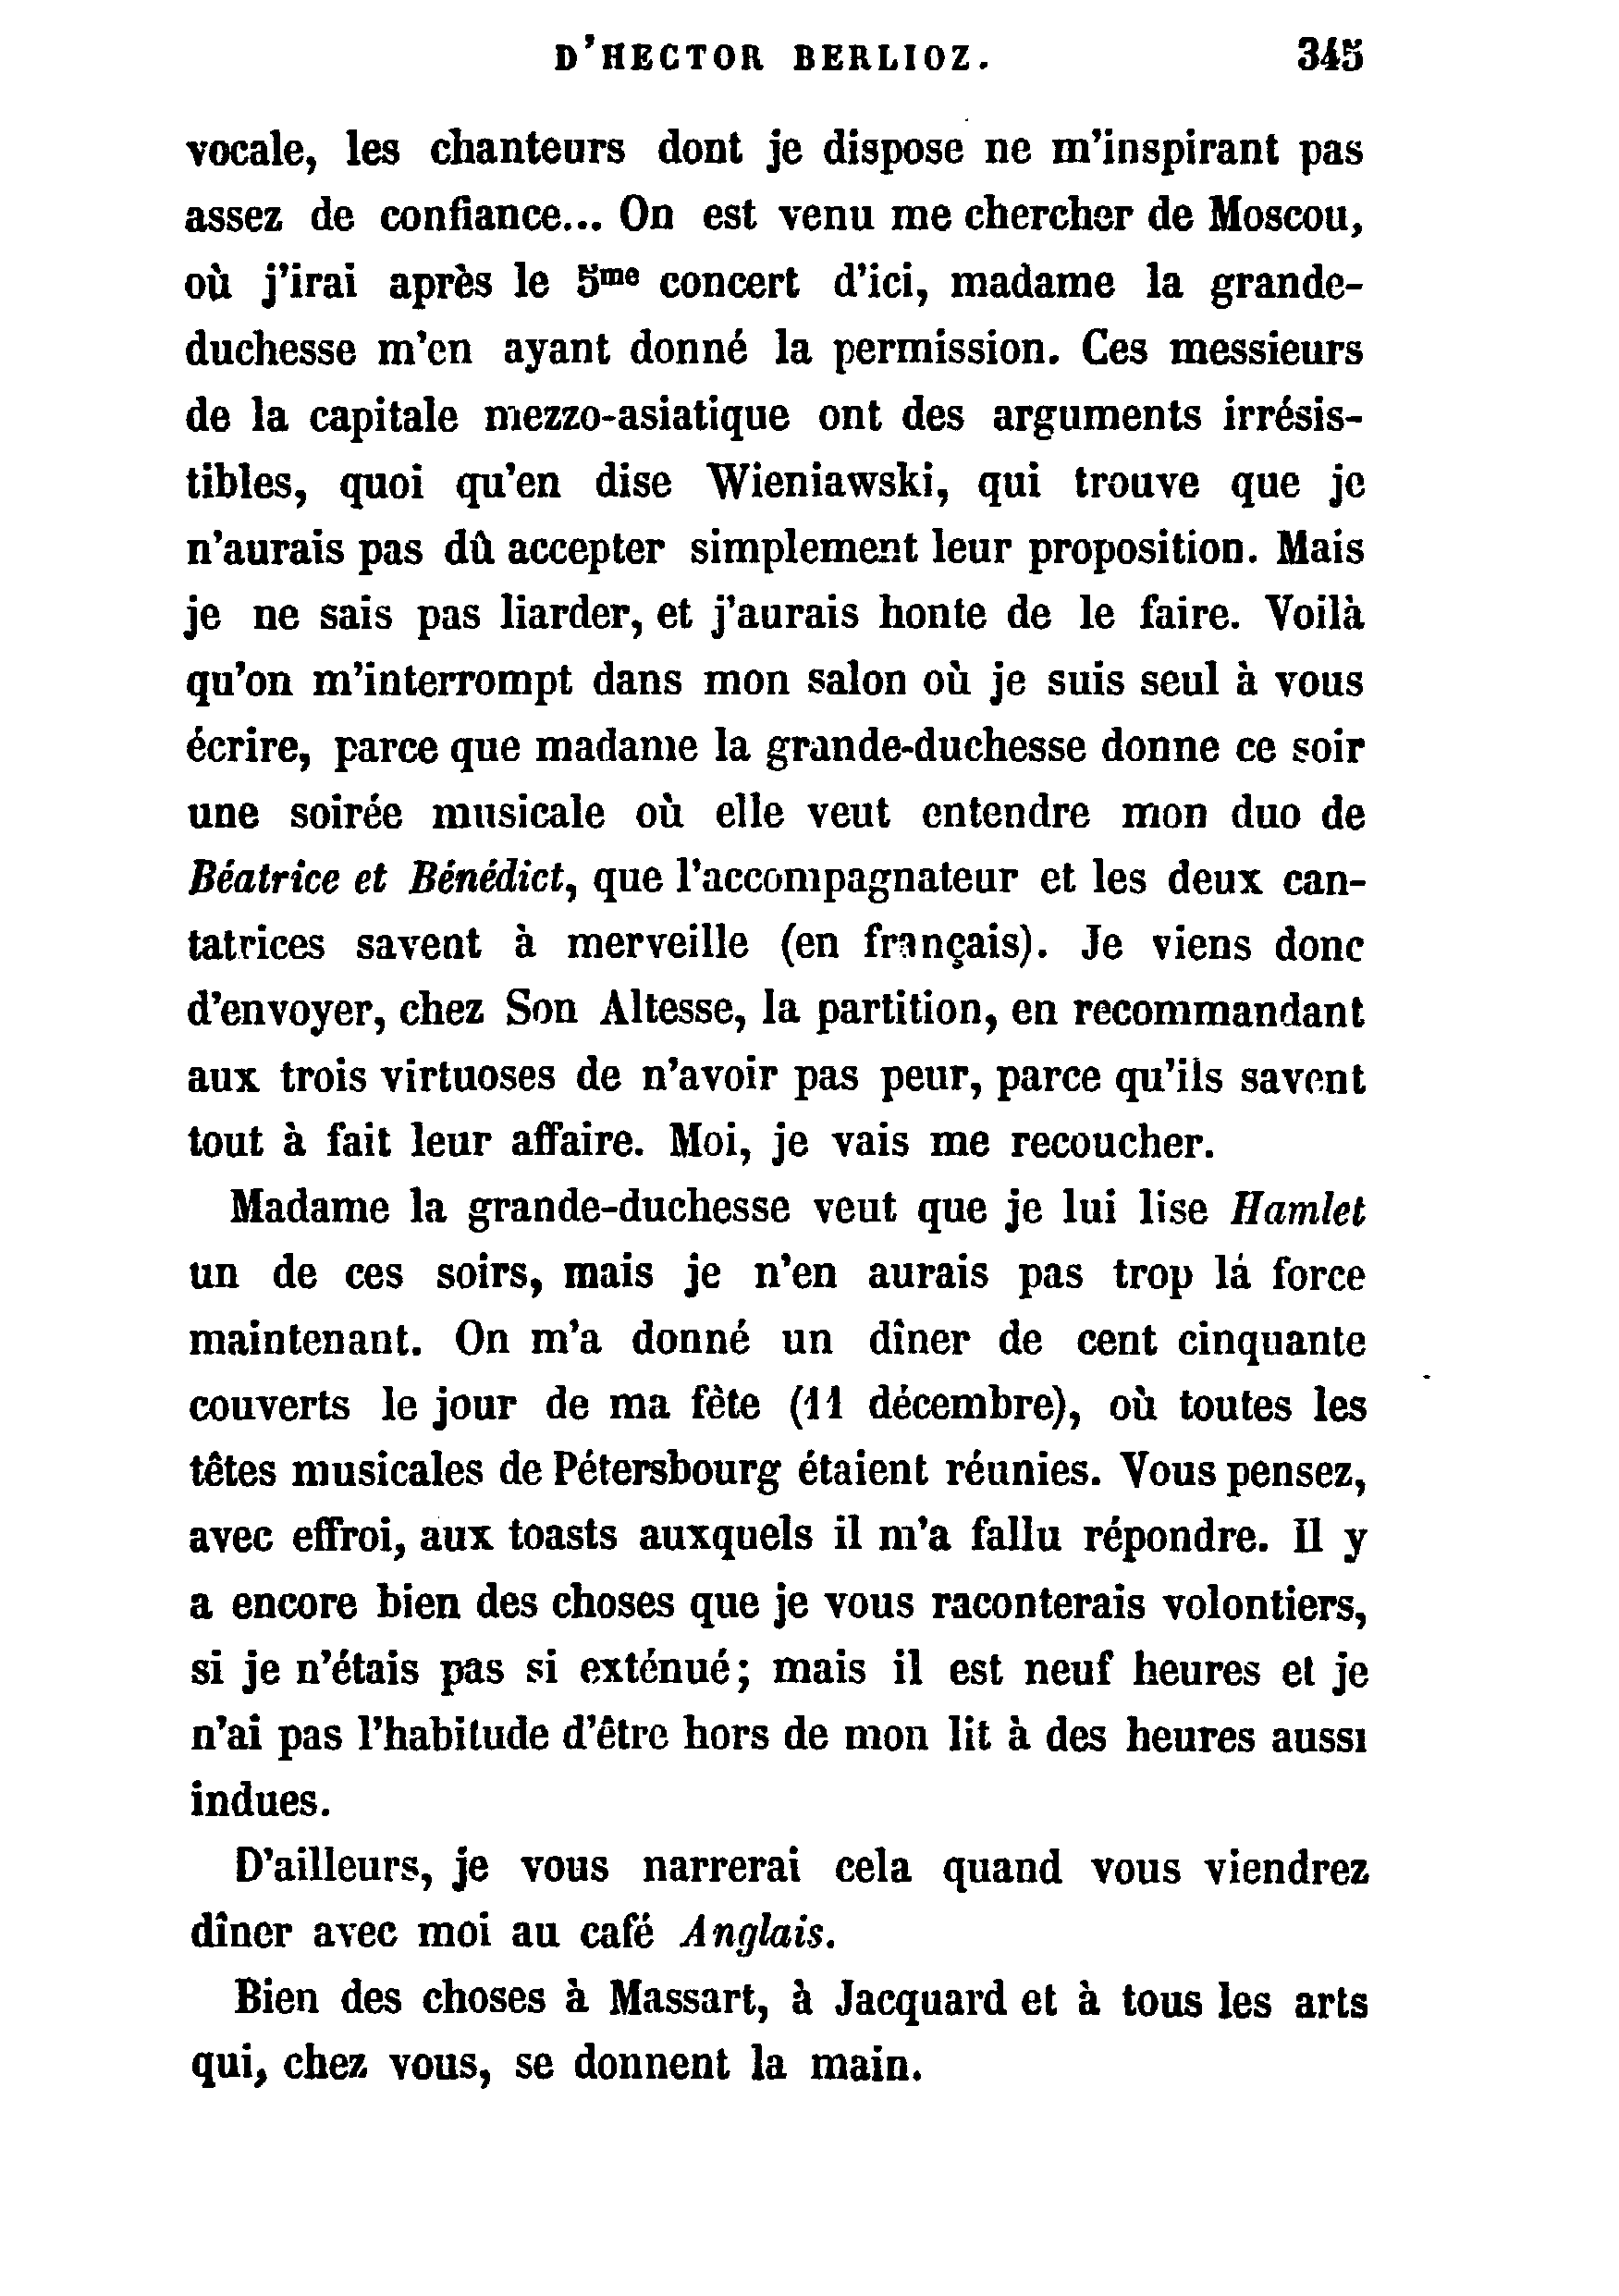 D'HECTOR BERLIOZ. 345
vocale, les chanteurs dont je dispose ne m'inspirant pas
assez de confiance... On est venu me chercher de Moscou,
où j'irai après le 5me concert d'ici, madame la grande-
duchesse m'en ayant donné la permission. Ces messieurs
de la capitale mezzo-asiatique ont des arguments irrésis-
tibles, quoi qu'en dise Wieniawski, qui trouve que je
n'aurais pas dû accepter simplement leur proposition. Mais
je ne sais pas liarder, et j'aurais honte de le faire. Voilà
qu'on m'interrompt dans mon salon où je suis seul à vous
écrire, parce que madame la grande-duchesse donne ce soir
une soirée musicale où elle veut entendre mon duo de
Béatrice et Bénédict, que l'accompagnateur et les deux can-
tatrices savent à merveille (en français). Je viens donc
d'envoyer, chez Son Altesse, la partition, en recommandant
aux trois virtuoses de n'avoir pas peur, parce qu'ils savent
tout à fait leur affaire. Moi, je vais me recoucher.
Madame la grande-duchesse veut que je lui lise Hamlet
un de ces soirs, mais je n'en aurais pas trop la force
maintenant. On m'a donné un dîner de cent cinquante
couverts le jour de ma fête (11 décembre), où toutes les
têtes musicales de Pétersbourg étaient réunies. Vous pensez,
avec effroi, aux toasts auxquels il m'a fallu répondre. Il y
a encore bien des choses que je vous raconterais volontiers,
si je n'étais pas si exténué; mais il est neuf heures et je
n'ai pas l'habitude d'être hors de mon lit à des heures aussi
indues.
D'ailleurs, je vous narrerai cela quand vous viendrez
dîner avec moi au café Anglais.
Bien des choses à Massart, à Jacquard et à tous les arts
qui, chez vous, se donnent la main.